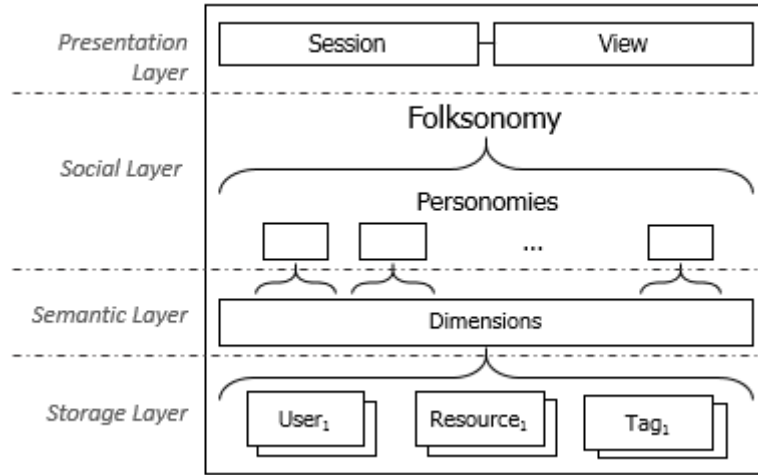 Presentation
Layer
Session
View
Folksonomy
Social Layer
Personomies
...
Semantic Layer
Dimensions
Storage Layer
User₁
Resource₁
Tag₁